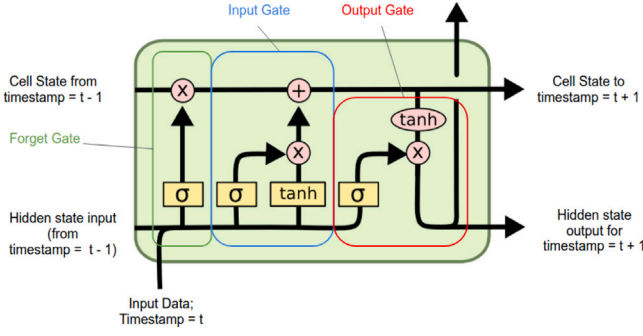 Input Gate
Output Gate
Cell State from
timestamp = t - 1
x
+
Cell State to
timestamp = t + 1
tanh
Forget Gate
x
x
σ
σ
tanh
σ
Hidden state input
(from
timestamp = t - 1)
Hidden state
output for
timestamp = t + 1
Input Data;
Timestamp = t